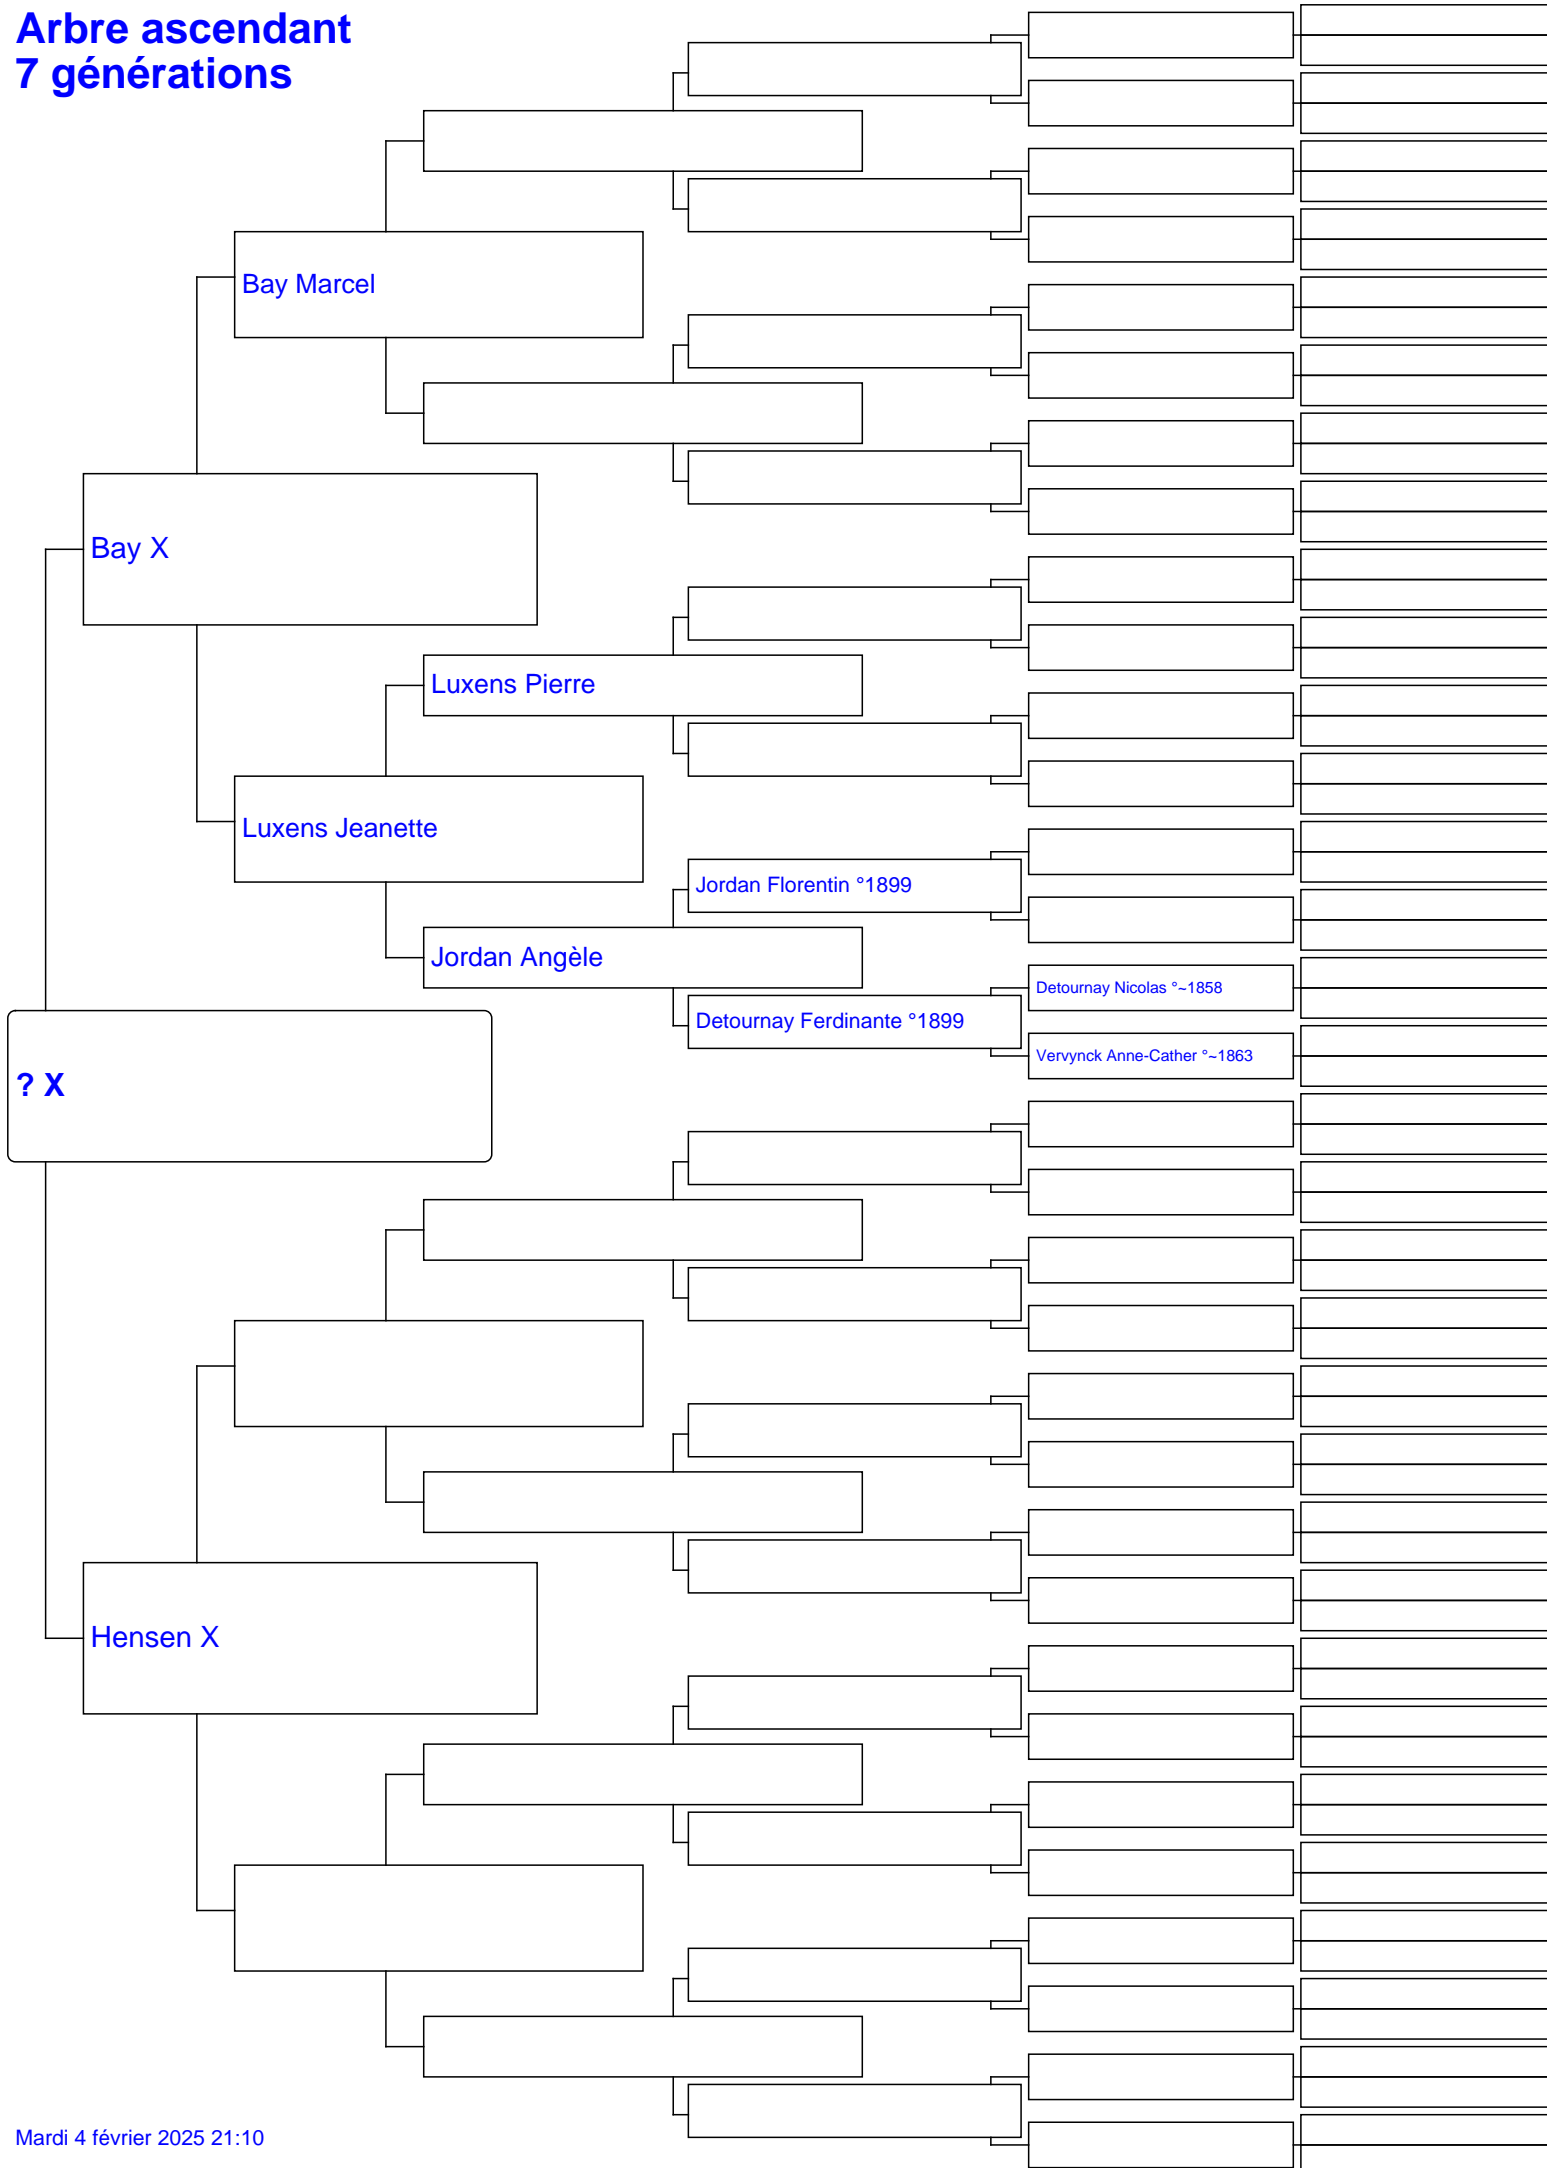 Arbre ascendant
7 générations
Bay Marcel
Bay X
Luxens Pierre
Luxens Jeanette
Jordan Florentin °1899
Jordan Angèle
Detournay Nicolas °~1858
Detournay Ferdinante °1899
Vervynck Anne-Cather °~1863
? X
Hensen X
Mardi 4 février 2025 21:10